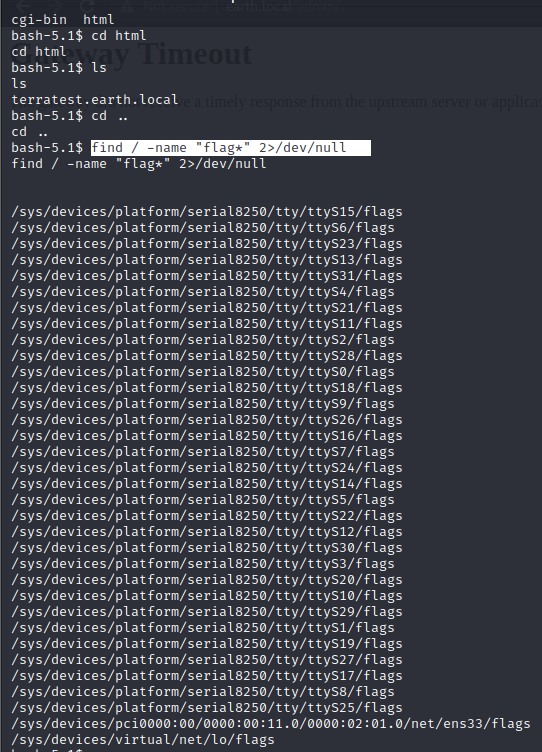 earth.local
cgi-bin  html
bash-5.1$ cd html
cd html
Gateway Timeout
bash-5.1$ ls
ls
terratest.earth.local
e a timely response from the upstream server or applica
bash-5.1$ cd ..
cd ..
bash-5.1$ find / -name "flag*" 2>/dev/null
find / -name "flag*" 2>/dev/null
/sys/devices/platform/serial8250/tty/ttyS15/flags
/sys/devices/platform/serial8250/tty/ttyS6/flags
/sys/devices/platform/serial8250/tty/ttyS23/flags
/sys/devices/platform/serial8250/tty/ttyS13/flags
/sys/devices/platform/serial8250/tty/ttyS31/flags
/sys/devices/platform/serial8250/tty/ttyS4/flags
/sys/devices/platform/serial8250/tty/ttyS21/flags
/sys/devices/platform/serial8250/tty/ttyS11/flags
/sys/devices/platform/serial8250/tty/ttyS2/flags
/sys/devices/platform/serial8250/tty/ttyS28/flags
/sys/devices/platform/serial8250/tty/ttyS0/flags
/sys/devices/platform/serial8250/tty/ttyS18/flags
/sys/devices/platform/serial8250/tty/ttyS9/flags
/sys/devices/platform/serial8250/tty/ttyS26/flags
/sys/devices/platform/serial8250/tty/ttyS16/flags
/sys/devices/platform/serial8250/tty/ttyS7/flags
/sys/devices/platform/serial8250/tty/ttyS24/flags
/sys/devices/platform/serial8250/tty/ttyS14/flags
/sys/devices/platform/serial8250/tty/ttyS5/flags
/sys/devices/platform/serial8250/tty/ttyS22/flags
/sys/devices/platform/serial8250/tty/ttyS12/flags
/sys/devices/platform/serial8250/tty/ttyS30/flags
/sys/devices/platform/serial8250/tty/ttyS3/flags
/sys/devices/platform/serial8250/tty/ttyS20/flags
/sys/devices/platform/serial8250/tty/ttyS10/flags
/sys/devices/platform/serial8250/tty/ttyS29/flags
/sys/devices/platform/serial8250/tty/ttyS1/flags
/sys/devices/platform/serial8250/tty/ttyS19/flags
/sys/devices/platform/serial8250/tty/ttyS27/flags
/sys/devices/platform/serial8250/tty/ttyS17/flags
/sys/devices/platform/serial8250/tty/ttyS8/flags
/sys/devices/platform/serial8250/tty/ttyS25/flags
/sys/devices/pci0000:00/0000:00:11.0/0000:02:01.0/net/ens33/flags
/sys/devices/virtual/net/lo/flags